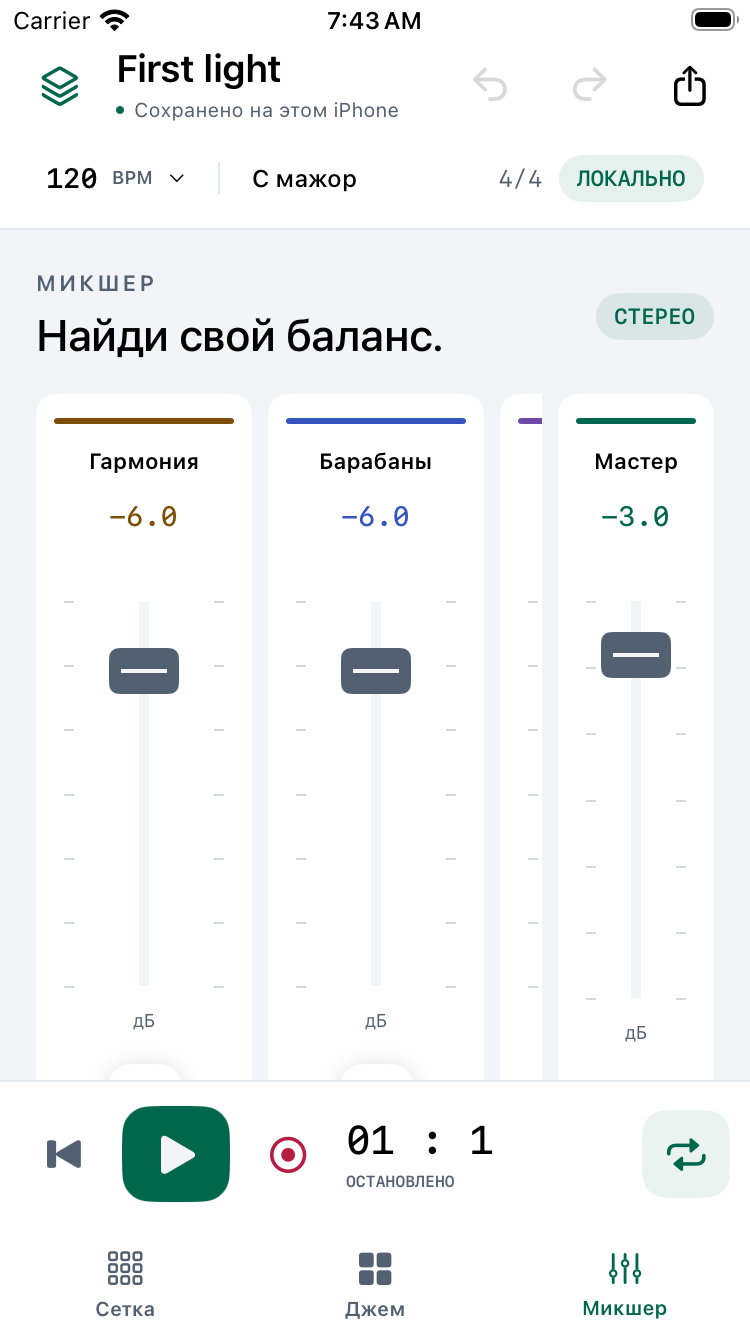 Carrier 7:43 AM
First light
Сохранено на этом iPhone
120 BPM С мажор 4/4 ЛОКАЛЬНО
МИКШЕР
Найди свой баланс.
СТЕРЕО
Гармония Барабаны Мастер
−6.0 −6.0 −3.0
дБ дБ дБ
01 : 1
ОСТАНОВЛЕНО
Сетка Джем Микшер